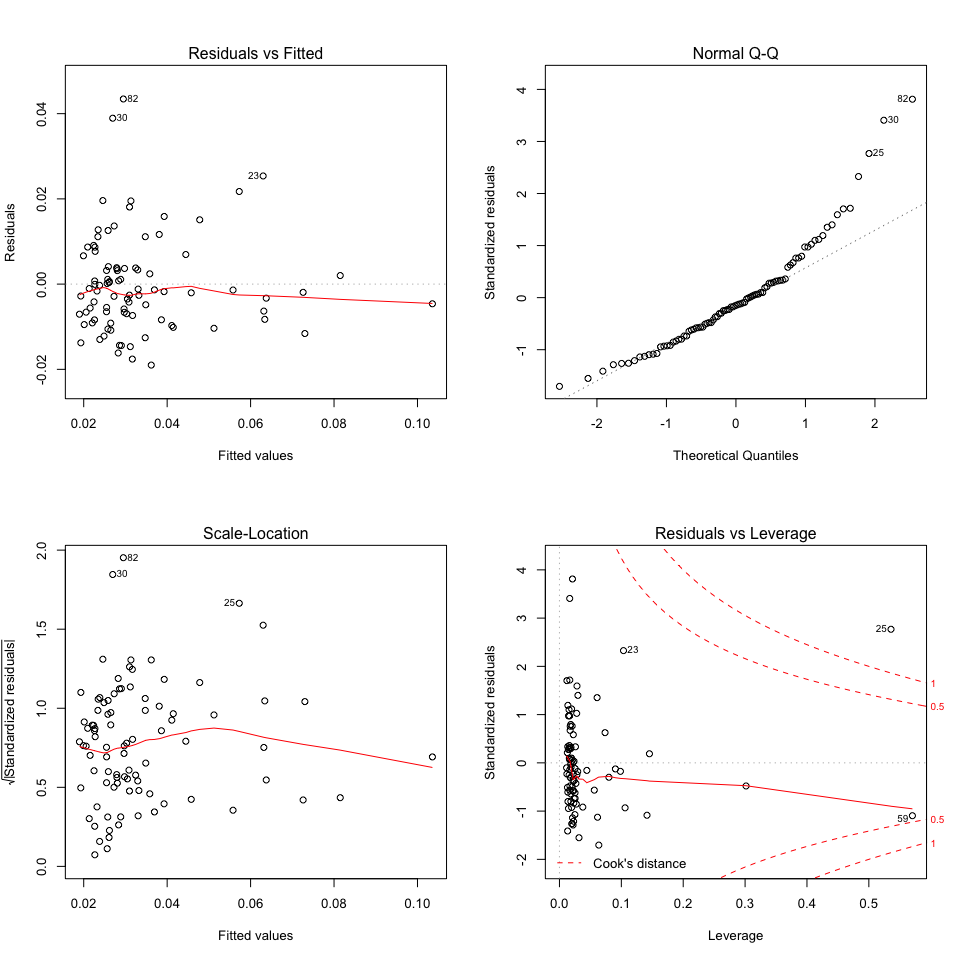 Residuals vs Fitted
Residuals
0.04
0.02
0.00
-0.02
82
30
23
0.02 0.04 0.06 0.08 0.10
Fitted values
Normal Q-Q
Standardized residuals
4
3
2
1
0
-1
82
30
25
-2 -1 0 1 2
Theoretical Quantiles
Scale-Location
√|Standardized residuals|
2.0
1.5
1.0
0.5
0.0
82
30
25
0.02 0.04 0.06 0.08 0.10
Fitted values
Residuals vs Leverage
Standardized residuals
4
3
2
1
0
-1
-2
25
23
59
1
0.5
0.5
1
Cook's distance
0.0 0.1 0.2 0.3 0.4 0.5
Leverage